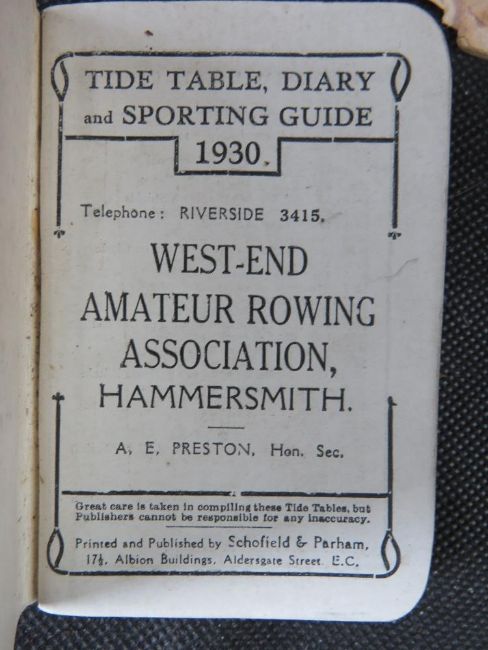 TIDE TABLE, DIARY
and SPORTING GUIDE
1930.
Telephone: RIVERSIDE 3415.
WEST-END
AMATEUR ROWING
ASSOCIATION,
HAMMERSMITH.
A. E. PRESTON, Hon. Sec.
Great care is taken in compiling these Tide Tables, but
Publishers cannot be responsible for any inaccuracy.
Printed and Published by Schofield & Parham,
17½, Albion Buildings, Aldersgate Street. E.C.